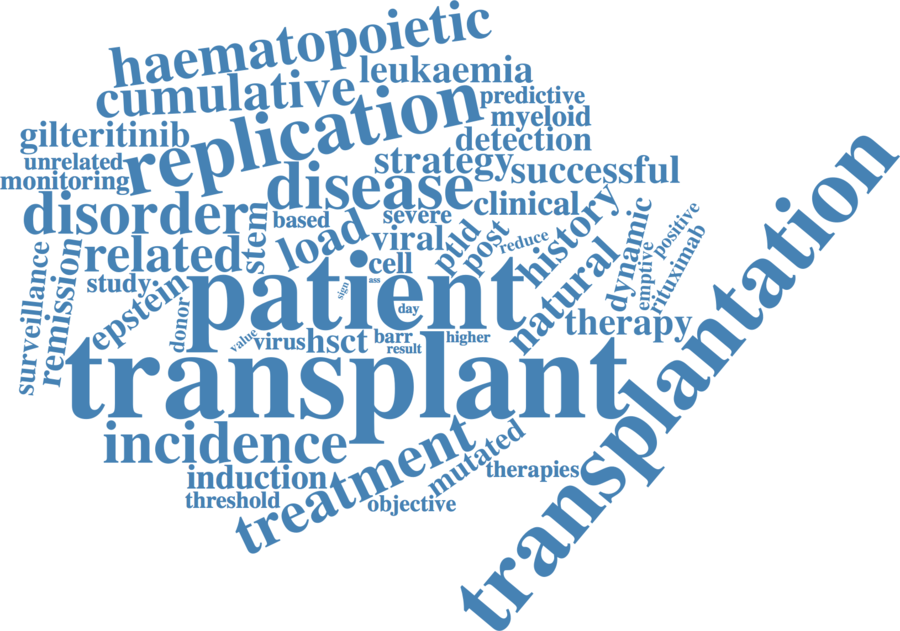 haematopoietic
cumulative
leukaemia
replication
predictive
myeloid
gilteritinib
detection
unrelated
strategy
successful
monitoring
disease
disorder
based
severe
clinical
history
stem
load
viral
ptld
post
reduce
dynamic
positive
related
cell
natural
emptive
rituximab
surveillance
remission
study
epstein
patient
sign
ass
day
donor
therapy
value
virus
hsct
barr
result
higher
transplant
transplantation
incidence
treatment
mutated
induction
therapies
threshold
objective